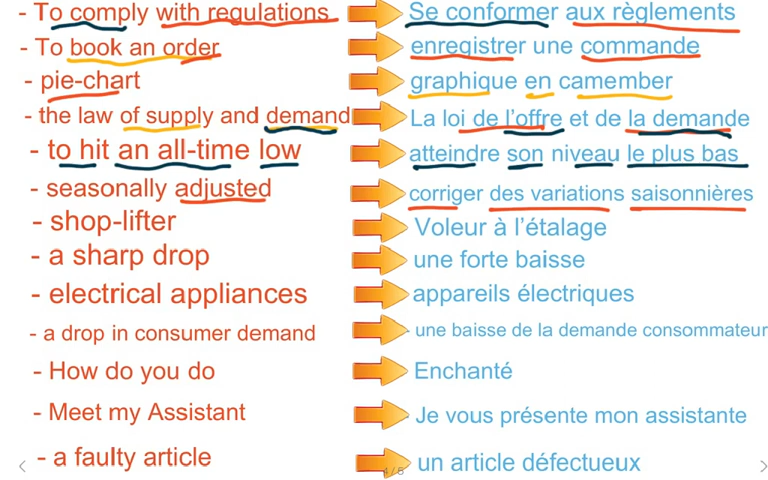 - To comply with regulations Se conformer aux règlements
- To book an order enregistrer une commande
- pie-chart graphique en camember
- the law of supply and demand La loi de l'offre et de la demande
- to hit an all-time low atteindre son niveau le plus bas
- seasonally adjusted corriger des variations saisonnières
- shop-lifter Voleur à l'étalage
- a sharp drop une forte baisse
- electrical appliances appareils électriques
- a drop in consumer demand une baisse de la demande consommateur
- How do you do Enchanté
- Meet my Assistant Je vous présente mon assistante
- a faulty article un article défectueux
4 / 5